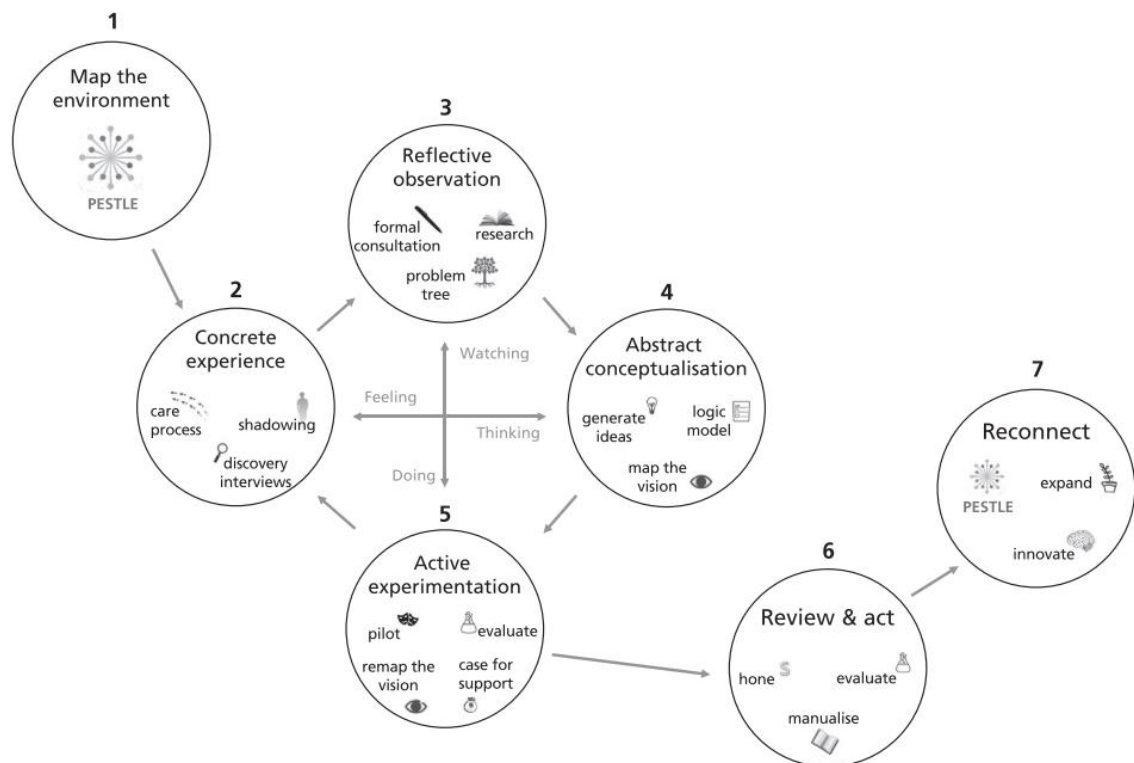 1
Map the
environment
PESTLE
3
Reflective
observation
formal
consultation
research
problem
tree
2
Concrete
experience
care
process
shadowing
discovery
interviews
Watching
Feeling
Thinking
Doing
4
Abstract
conceptualisation
generate
ideas
logic
model
map the
vision
5
Active
experimentation
pilot
evaluate
remap the
vision
case for
support
6
Review & act
hone
evaluate
manualise
7
Reconnect
PESTLE
expand
innovate